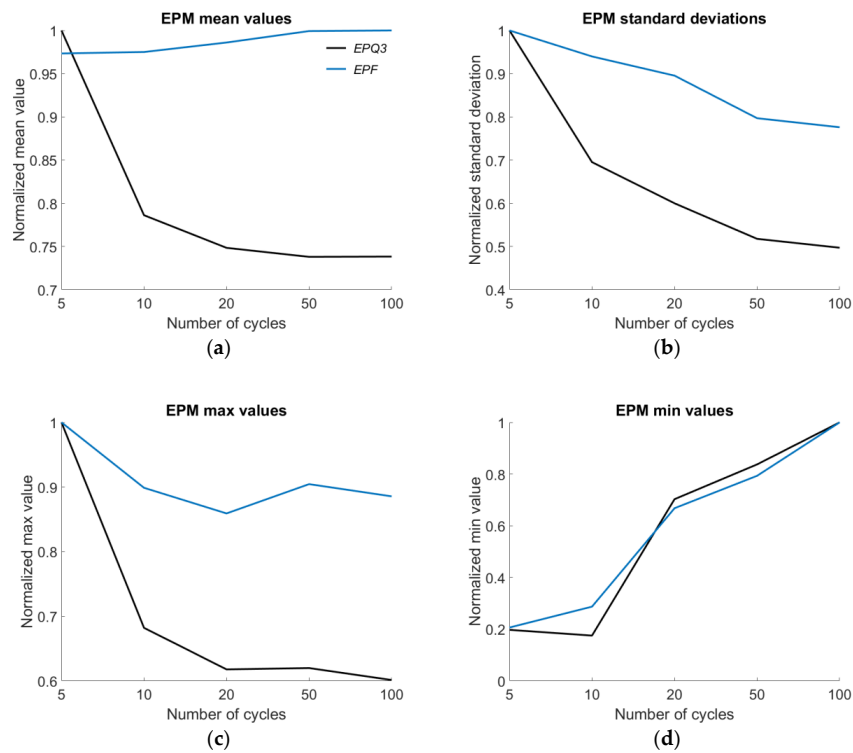 EPM mean values
Normalized mean value
1
0.95
0.9
0.85
0.8
0.75
0.7
EPQ3
EPF
5 10 20 50 100
Number of cycles
(a)
EPM standard deviations
Normalized standard deviation
1
0.9
0.8
0.7
0.6
0.5
0.4
5 10 20 50 100
Number of cycles
(b)
EPM max values
Normalized max value
1
0.9
0.8
0.7
0.6
5 10 20 50 100
Number of cycles
(c)
EPM min values
Normalized min value
1
0.8
0.6
0.4
0.2
0
5 10 20 50 100
Number of cycles
(d)